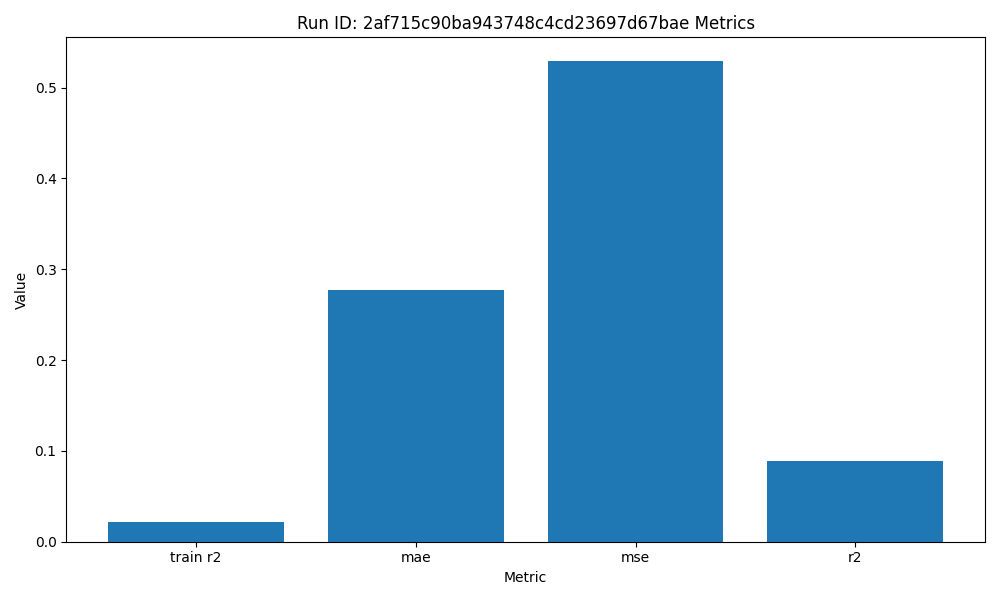 Run ID: 2af715c90ba943748c4cd23697d67bae Metrics
Value
0.5
0.4
0.3
0.2
0.1
0.0
train r2
mae
mse
r2
Metric